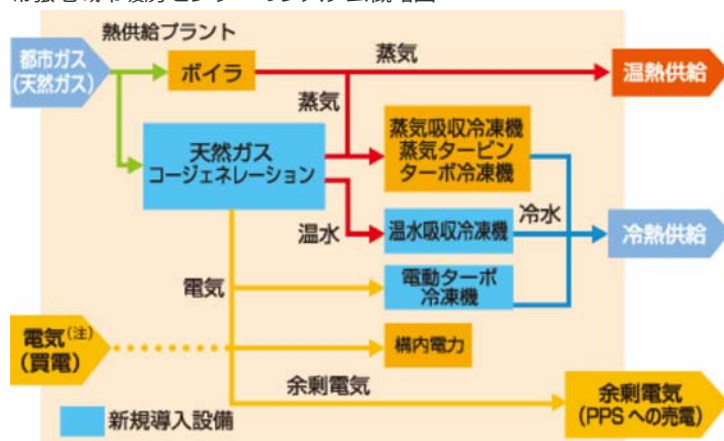 熱供給プラント
都市ガス
(天然ガス)
ボイラ
蒸気
温熱供給
蒸気
天然ガス
コージェネレーション
蒸気吸収冷凍機
蒸気タービン
ターボ冷凍機
温水
温水吸収冷凍機
冷水
冷熱供給
電気
電動ターボ
冷凍機
電気(注)
(買電)
構内電力
余剰電気
余剰電気
(PPSへの売電)
新規導入設備